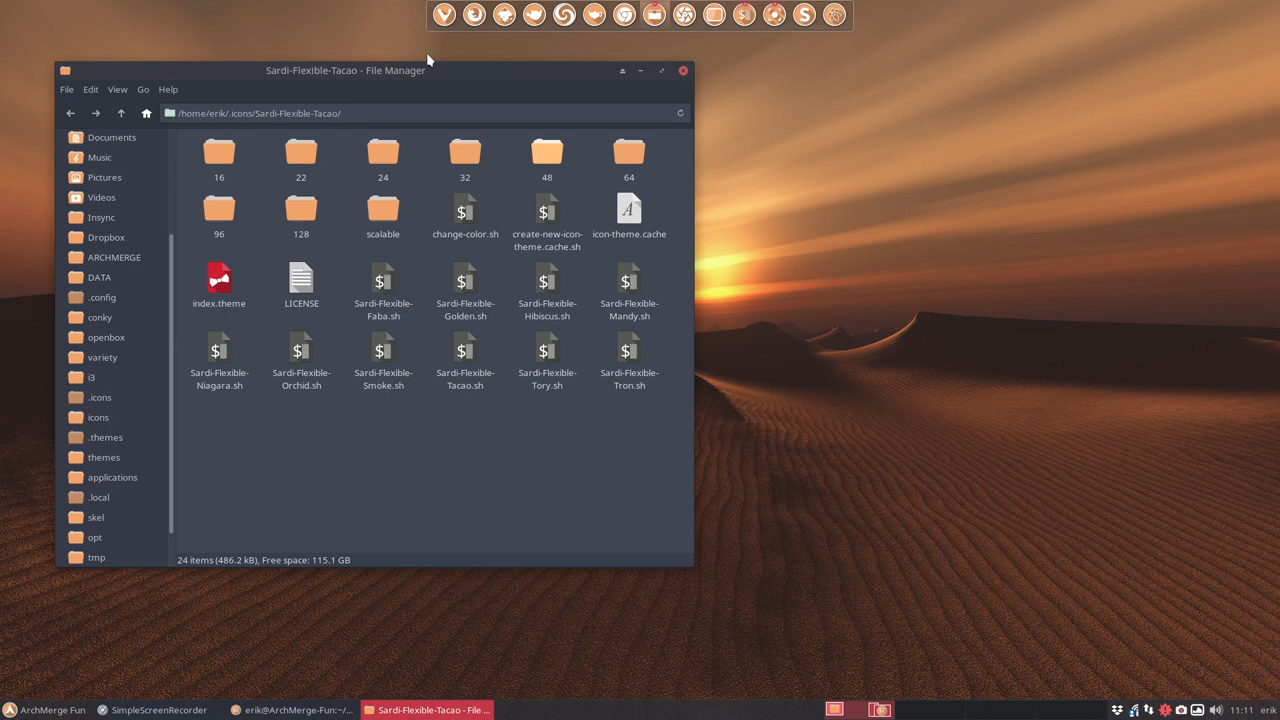 Sardi-Flexible-Tacao - File Manager
File Edit View Go Help
/home/erik/.icons/Sardi-Flexible-Tacao/
Documents
Music
Pictures
Videos
Insync
Dropbox
ARCHMERGE
DATA
.config
conky
openbox
variety
i3
.icons
icons
.themes
themes
applications
.local
skel
opt
tmp
16 22 24 32 48 64
96 128 scalable change-color.sh create-new-icon-
theme.cache.sh icon-theme.cache
index.theme LICENSE Sardi-Flexible-
Faba.sh Sardi-Flexible-
Golden.sh Sardi-Flexible-
Hibiscus.sh Sardi-Flexible-
Mandy.sh
Sardi-Flexible-
Niagara.sh Sardi-Flexible-
Orchid.sh Sardi-Flexible-
Smoke.sh Sardi-Flexible-
Tacao.sh Sardi-Flexible-
Tory.sh Sardi-Flexible-
Tron.sh
24 items (486.2 kB), Free space: 115.1 GB
ArchMerge Fun SimpleScreenRecorder erik@ArchMerge-Fun:~/... Sardi-Flexible-Tacao - File ... 11:11 erik